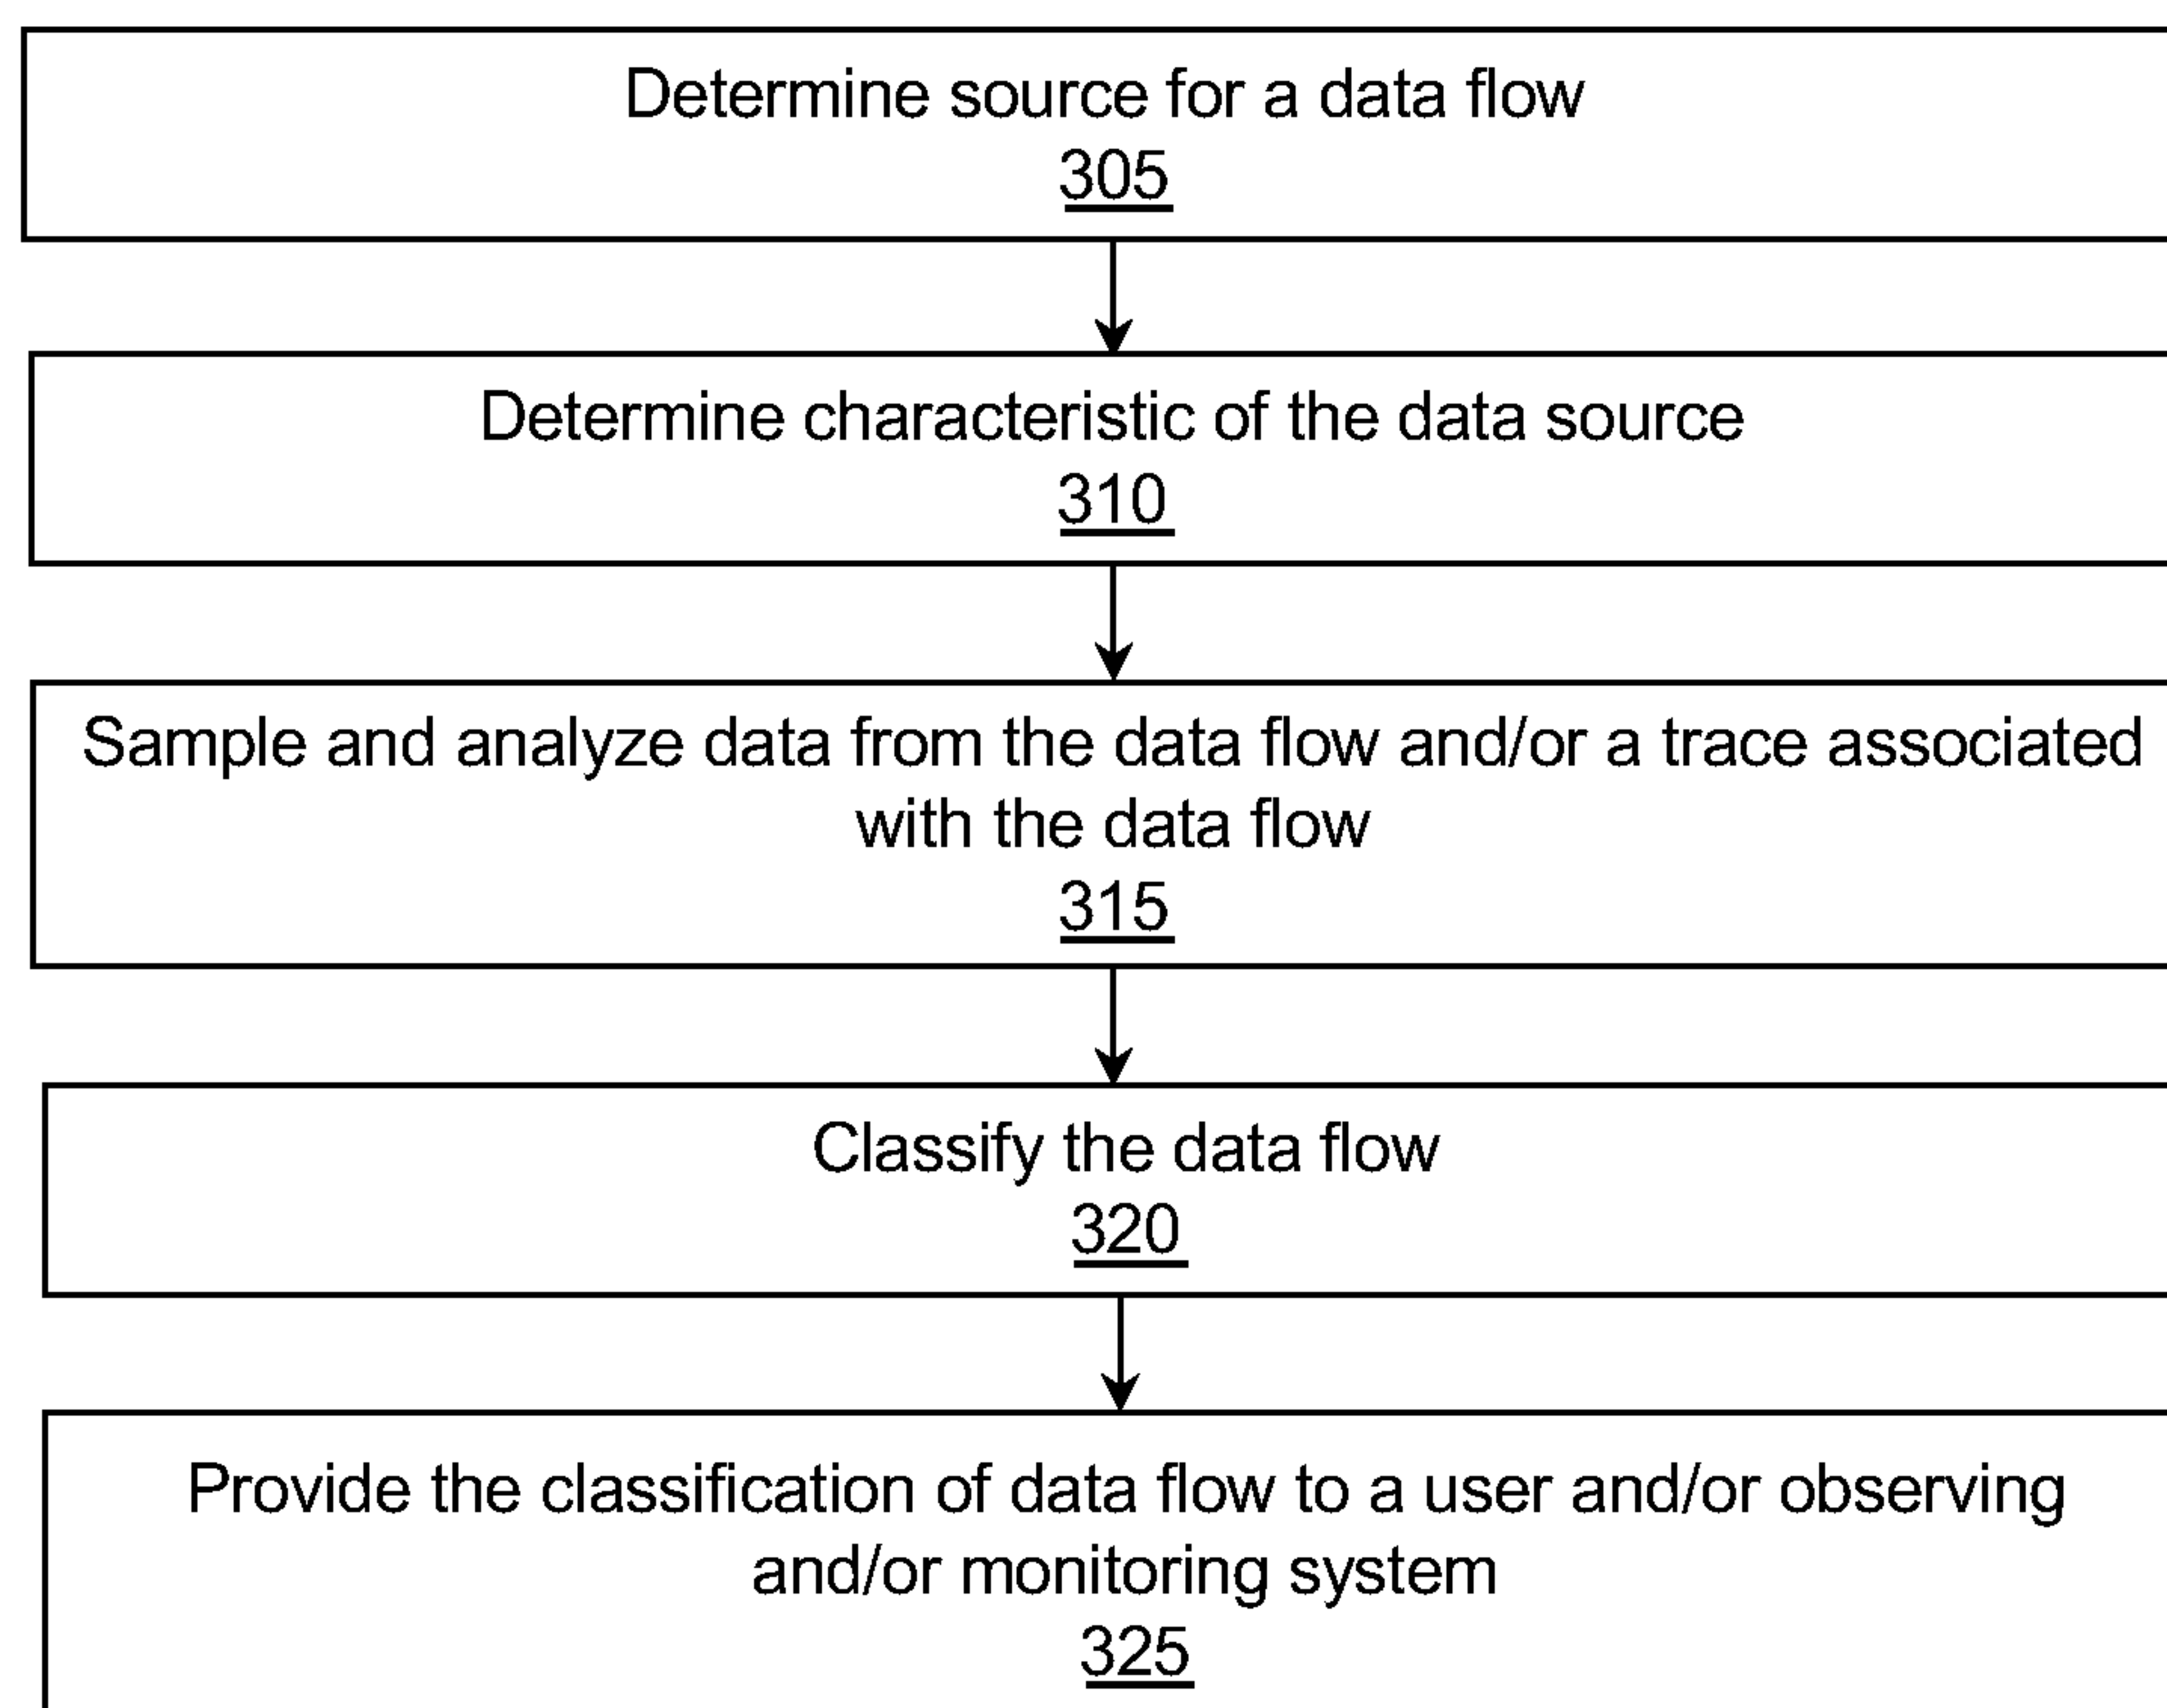 Determine source for a data flow
305
Determine characteristic of the data source
310
Sample and analyze data from the data flow and/or a trace associated
with the data flow
315
Classify the data flow
320
Provide the classification of data flow to a user and/or observing
and/or monitoring system
325